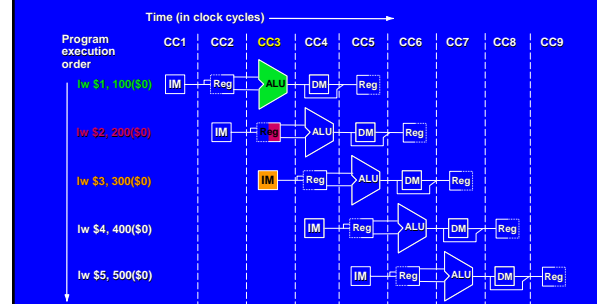 Time (in clock cycles)
Program
execution
order
CC1 CC2 CC3 CC4 CC5 CC6 CC7 CC8 CC9
lw $1, 100($0) IM Reg ALU DM Reg
lw $2, 200($0) IM Reg ALU DM Reg
lw $3, 300($0) IM Reg ALU DM Reg
lw $4, 400($0) IM Reg ALU DM Reg
lw $5, 500($0) IM Reg ALU DM Reg